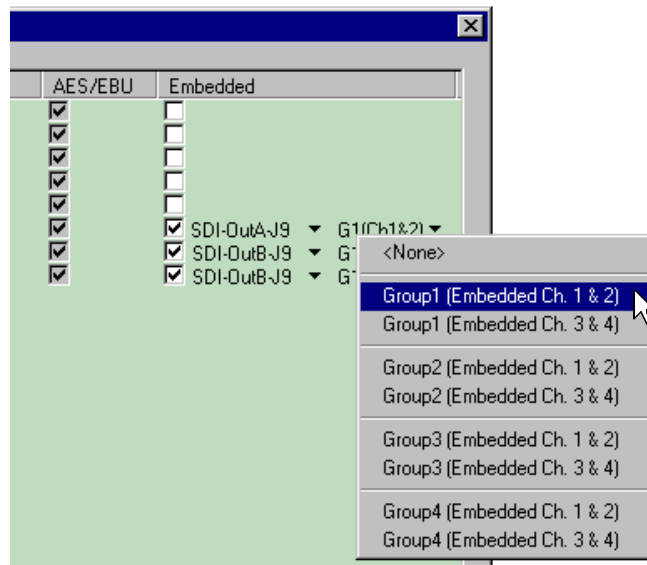 AES/EBU Embedded
SDI-OutA-J9 G1(Ch1&2)
SDI-OutB-J9 G1
SDI-OutB-J9 G1
<None>
Group1 (Embedded Ch. 1 & 2)
Group1 (Embedded Ch. 3 & 4)
Group2 (Embedded Ch. 1 & 2)
Group2 (Embedded Ch. 3 & 4)
Group3 (Embedded Ch. 1 & 2)
Group3 (Embedded Ch. 3 & 4)
Group4 (Embedded Ch. 1 & 2)
Group4 (Embedded Ch. 3 & 4)